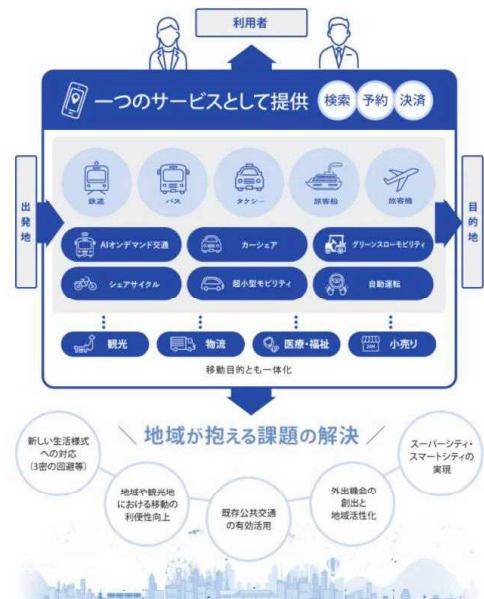 利用者
一つのサービスとして提供 検索 予約 決済
出発地
目的地
鉄道 バス タクシー 旅客船 旅客機
AIオンデマンド交通 カーシェア グリーンスローモビリティ
シェアサイクル 超小型モビリティ 自動運転
観光 物流 医療・福祉 小売り
24H
移動目的とも一体化
地域が抱える課題の解決
新しい生活様式
への対応
(3密の回避等)
地域や観光地
における移動の
利便性向上
既存公共交通
の有効活用
外出機会の
創出と
地域活性化
スーパーシティ・
スマートシティの
実現